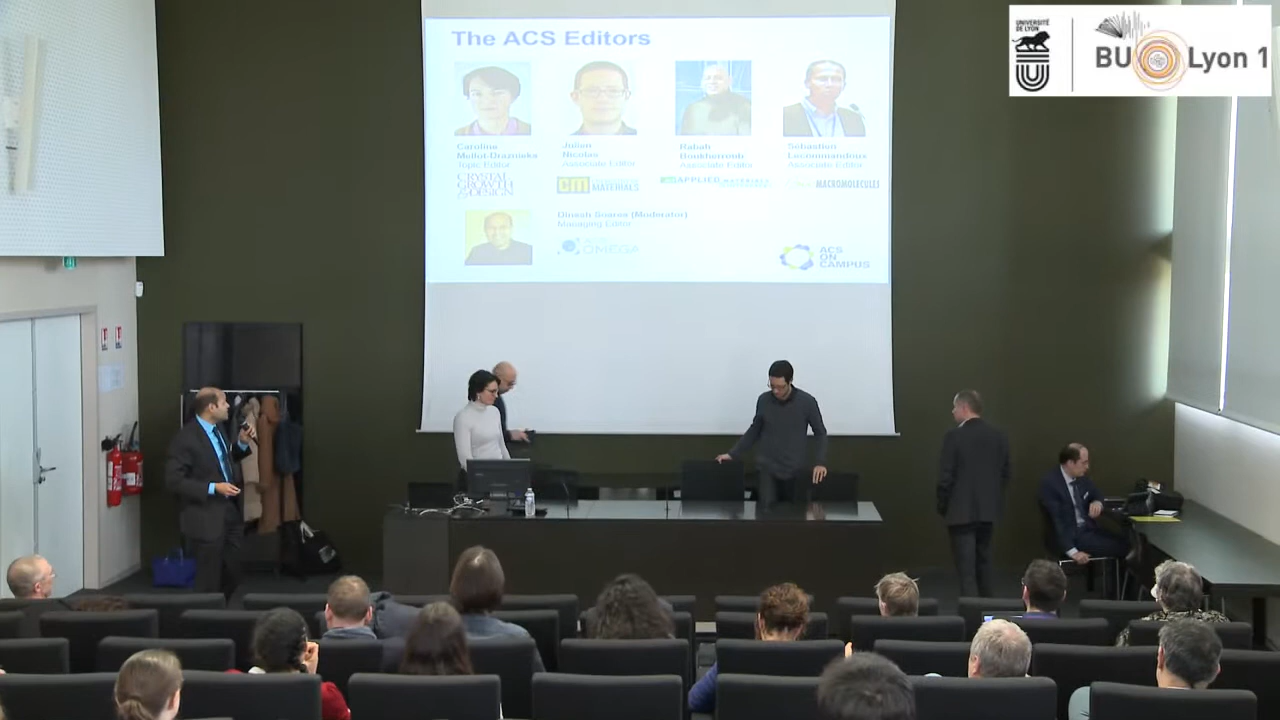 The ACS Editors
Caroline
Mellot-Draznieks
Topic Editor
CRYSTAL
GROWTH
&DESIGN
Julien
Nicolas
Associate Editor
cm
MATERIALS
Rabah
Boukherroub
Associate Editor
APPLIED MATERIALS
Sébastien
Lecommandoux
Associate Editor
MACROMOLECULES
Dinesh Soares (Moderator)
Managing Editor
OMEGA
ACS
ON
CAMPUS
UNIVERSITÉ
DE LYON
BU Lyon 1